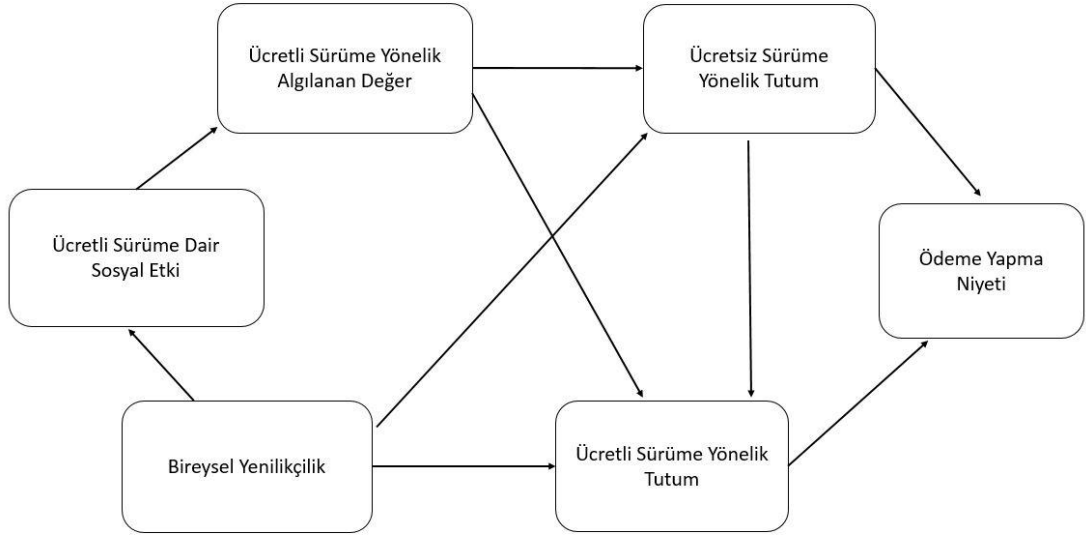 Ücretli Sürüme Yönelik
Algılanan Değer
Ücretsiz Sürüme
Yönelik Tutum
Ücretli Sürüme Dair
Sosyal Etki
Ödeme Yapma
Niyeti
Bireysel Yenilikçilik
Ücretli Sürüme Yönelik
Tutum